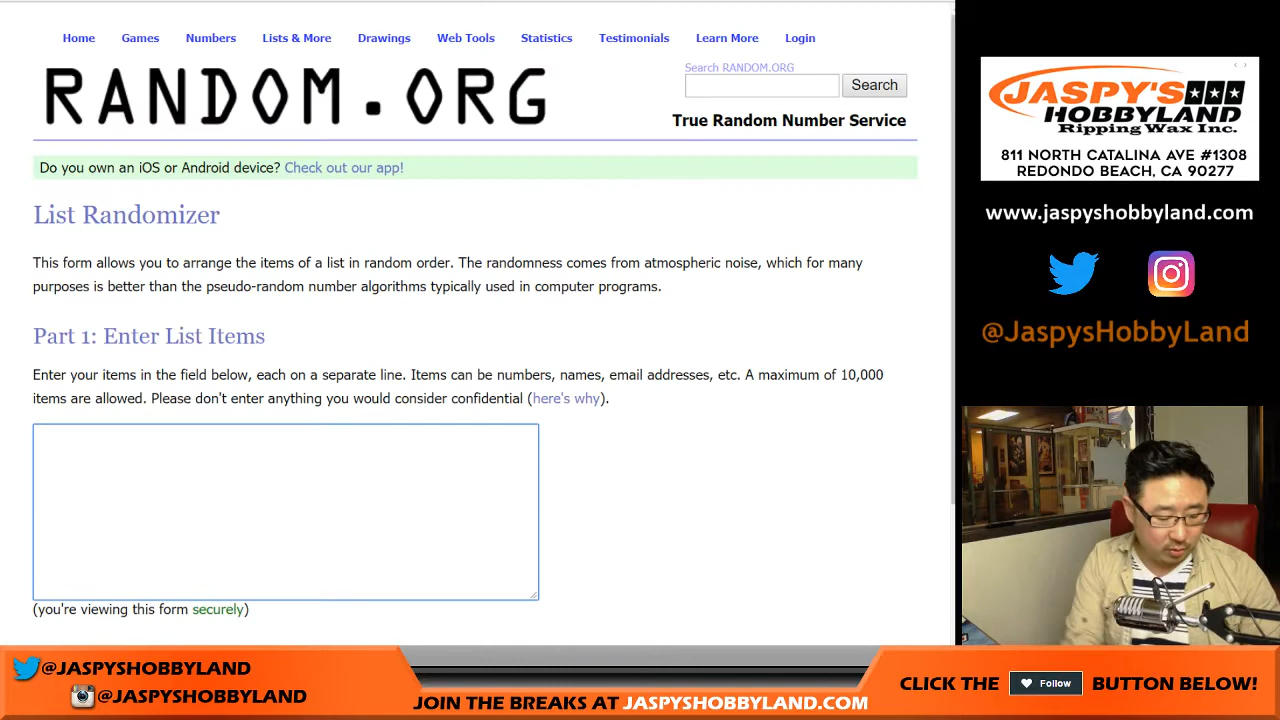 Home Games Numbers Lists & More Drawings Web Tools Statistics Testimonials Learn More Login
RANDOM.ORG
Search RANDOM.ORG
Search
True Random Number Service
Do you own an iOS or Android device? Check out our app!
List Randomizer
This form allows you to arrange the items of a list in random order. The randomness comes from atmospheric noise, which for many
purposes is better than the pseudo-random number algorithms typically used in computer programs.
Part 1: Enter List Items
Enter your items in the field below, each on a separate line. Items can be numbers, names, email addresses, etc. A maximum of 10,000
items are allowed. Please don't enter anything you would consider confidential (here's why).
(you're viewing this form securely)
JASPY'S
HOBBYLAND
Ripping Wax Inc.
811 NORTH CATALINA AVE #1308
REDONDO BEACH, CA 90277
www.jaspyshobbyland.com
@JaspysHobbyLand
@JASPYSHOBBYLAND
@JASPYSHOBBYLAND
JOIN THE BREAKS AT JASPYSHOBBYLAND.COM
CLICK THE Follow BUTTON BELOW!